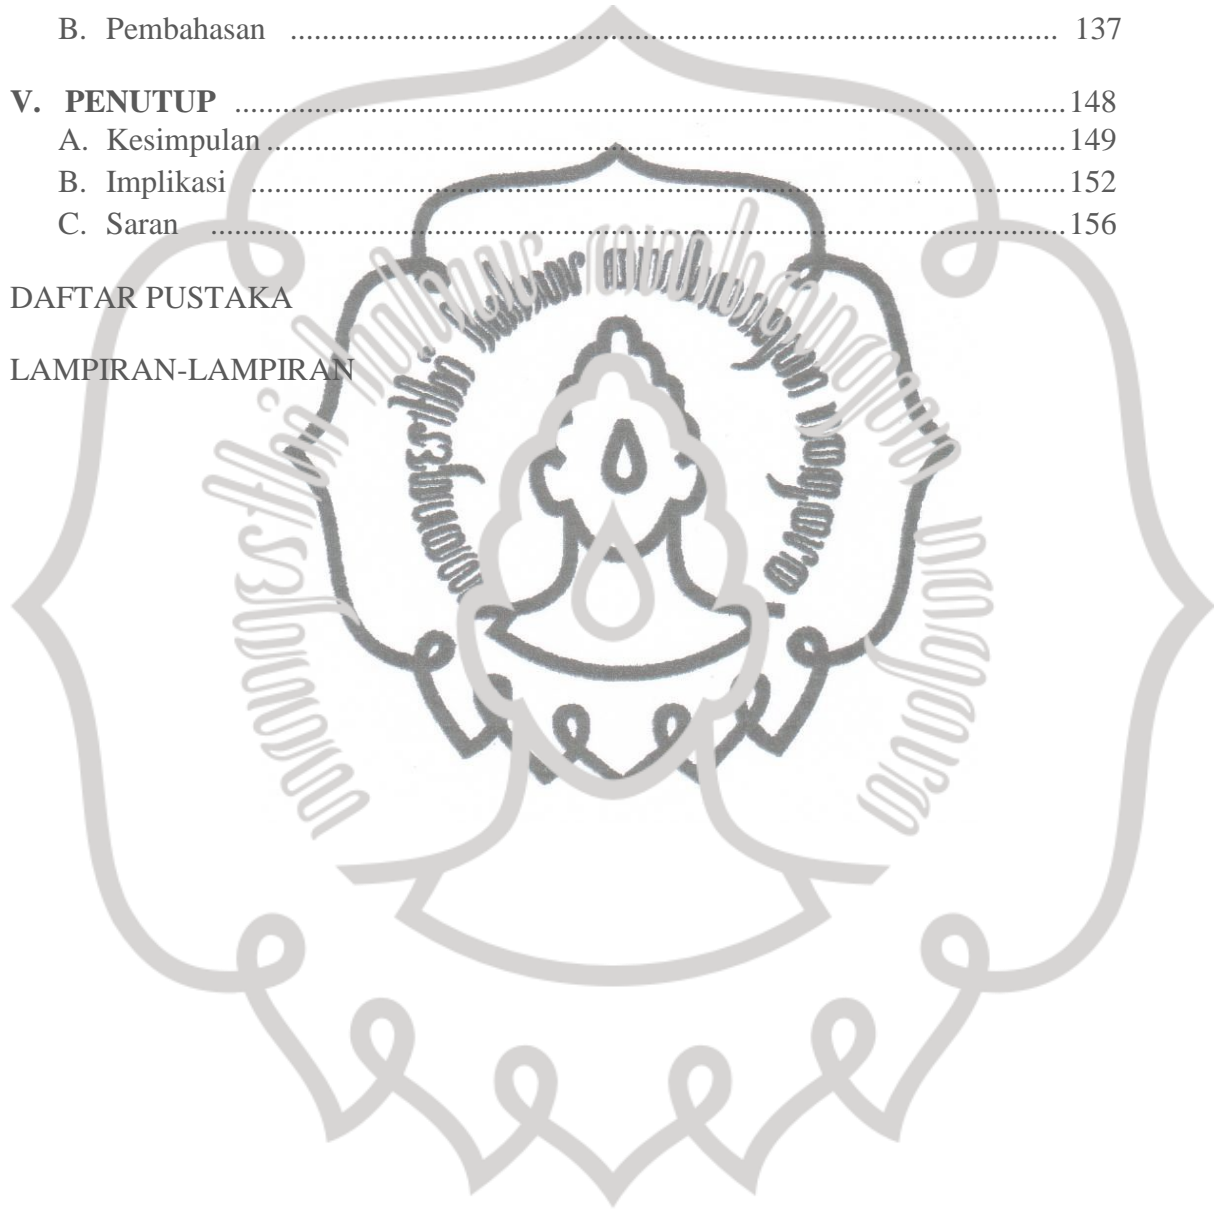 B. Pembahasan ................................................................................................ 137
V. PENUTUP ........................................................................................................ 148
A. Kesimpulan .................................................................................................... 149
B. Implikasi ...................................................................................................... 152
C. Saran ........................................................................................................... 156
DAFTAR PUSTAKA
LAMPIRAN-LAMPIRAN